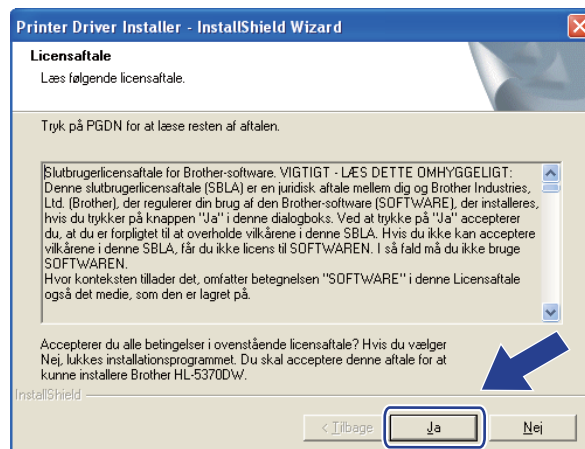 Printer Driver Installer - InstallShield Wizard
Licensaftale
Læs følgende licensaftale.
Tryk på PGDN for at læse resten af aftalen.
Slutbrugerlicensaftale for Brother-software. VIGTIGT - LÆS DETTE OMHYGGELIGT:
Denne slutbrugerlicensaftale (SBLA) er en juridisk aftale mellem dig og Brother Industries,
Ltd. (Brother), der regulerer din brug af den Brother-software (SOFTWARE), der installeres,
hvis du trykker på knappen "Ja" i denne dialogboks. Ved at trykke på "Ja" accepterer
du, at du er forpligtet til at overholde vilkårene i denne SBLA. Hvis du ikke kan acceptere
vilkårene i denne SBLA, får du ikke licens til SOFTWAREN. I så fald må du ikke bruge
SOFTWAREN.
Hvor konteksten tillader det, omfatter betegnelsen "SOFTWARE" i denne Licensaftale
også det medie, som den er lagret på.
Accepterer du alle betingelser i ovenstående licensaftale? Hvis du vælger
Nej, lukkes installationsprogrammet. Du skal acceptere denne aftale for at
kunne installere Brother HL-5370DW.
InstallShield
< Tilbage
Ja
Nej